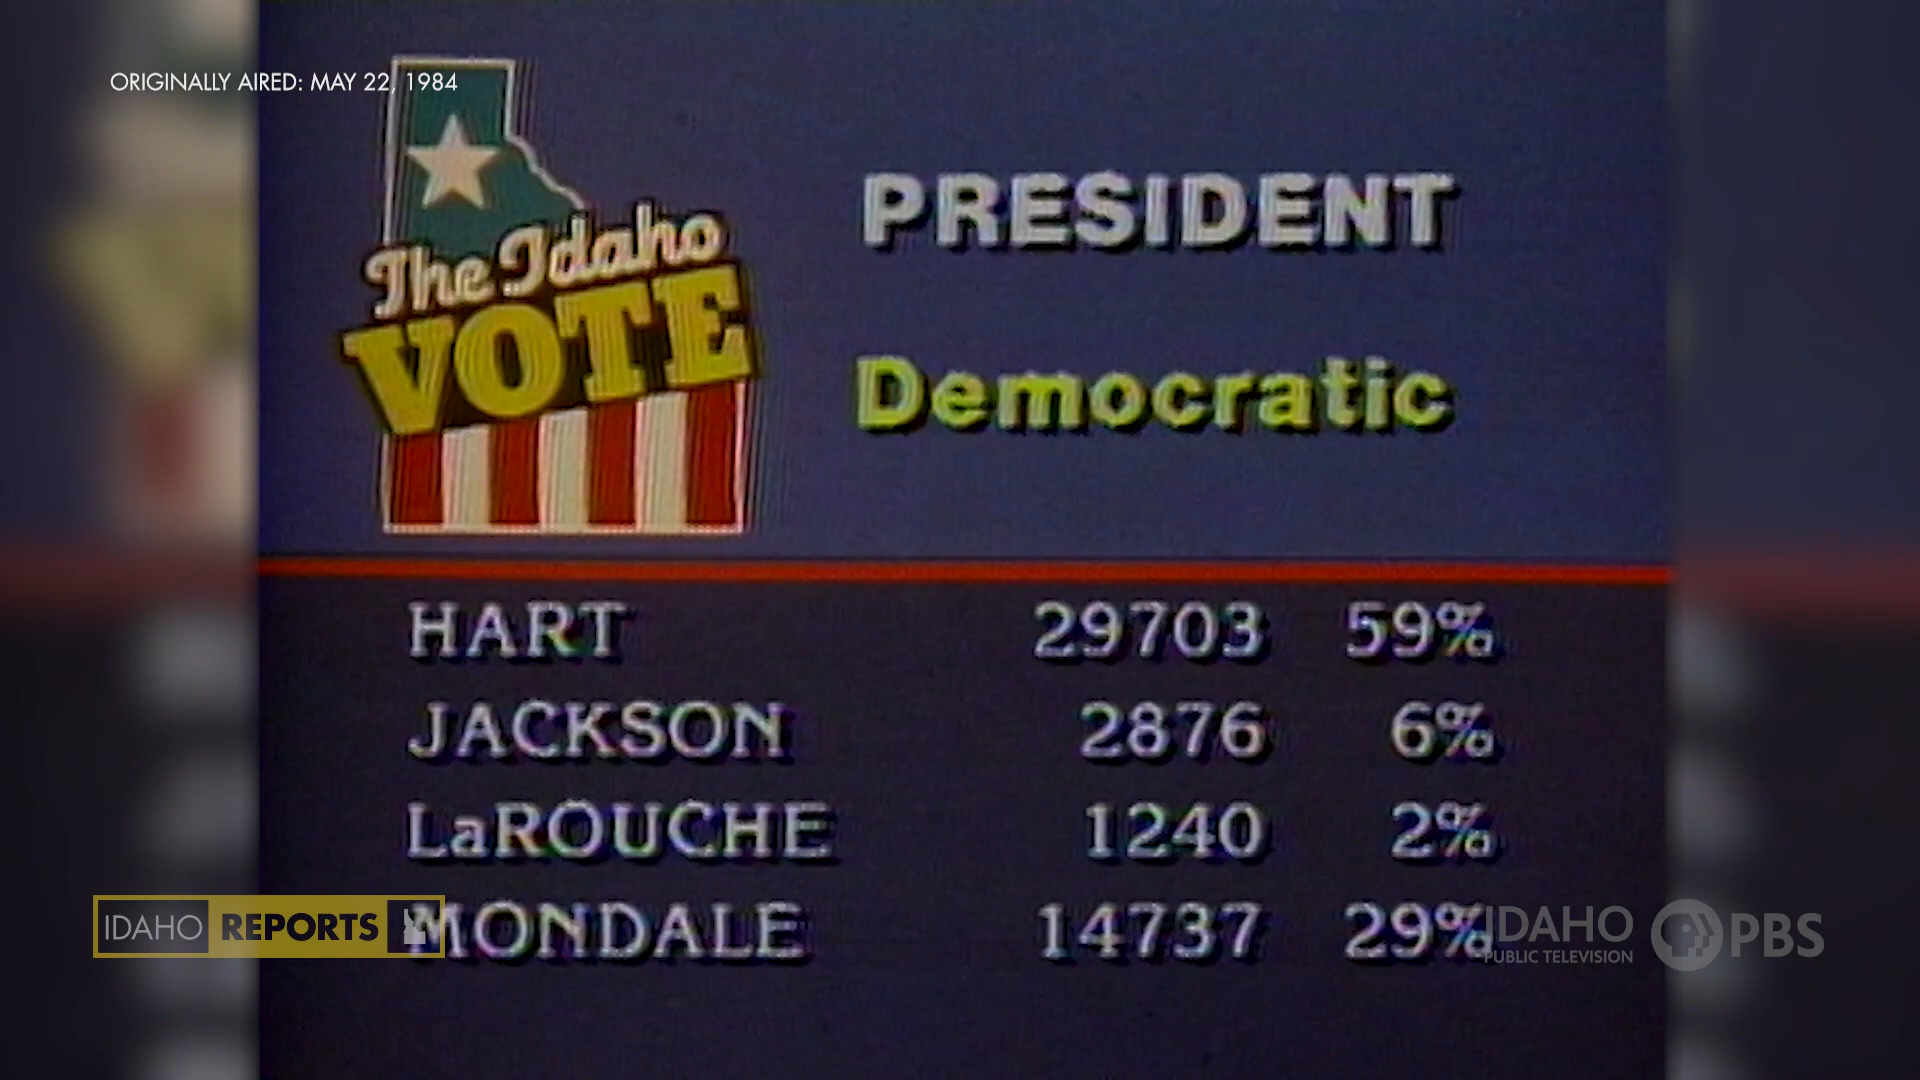 ORIGINALLY AIRED: MAY 22, 1984
The Idaho
VOTE
PRESIDENT
Democratic
HART 29703 59%
JACKSON 2876 6%
LaROUCHE 1240 2%
MONDALE 14737 29%
IDAHO REPORTS
IDAHO
PUBLIC TELEVISION
PBS